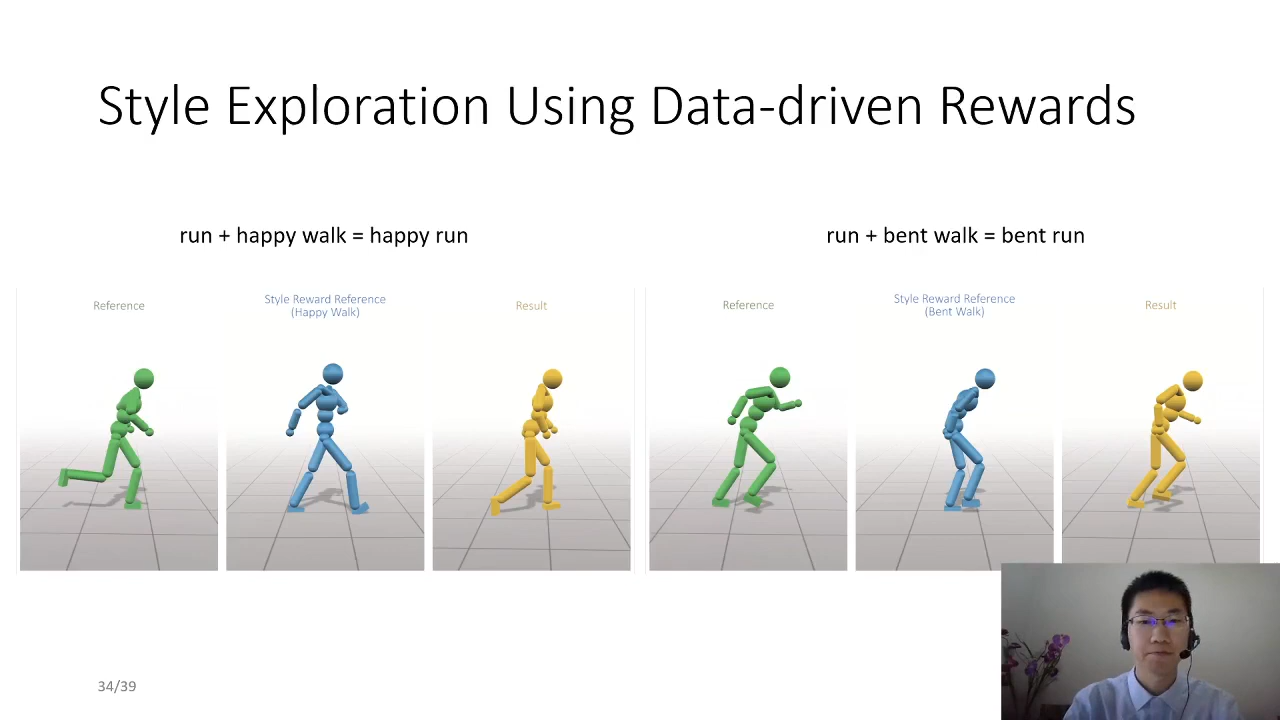 Style Exploration Using Data-driven Rewards
run + happy walk = happy run
run + bent walk = bent run
Reference
Style Reward Reference
(Happy Walk)
Result
Reference
Style Reward Reference
(Bent Walk)
Result
34/39